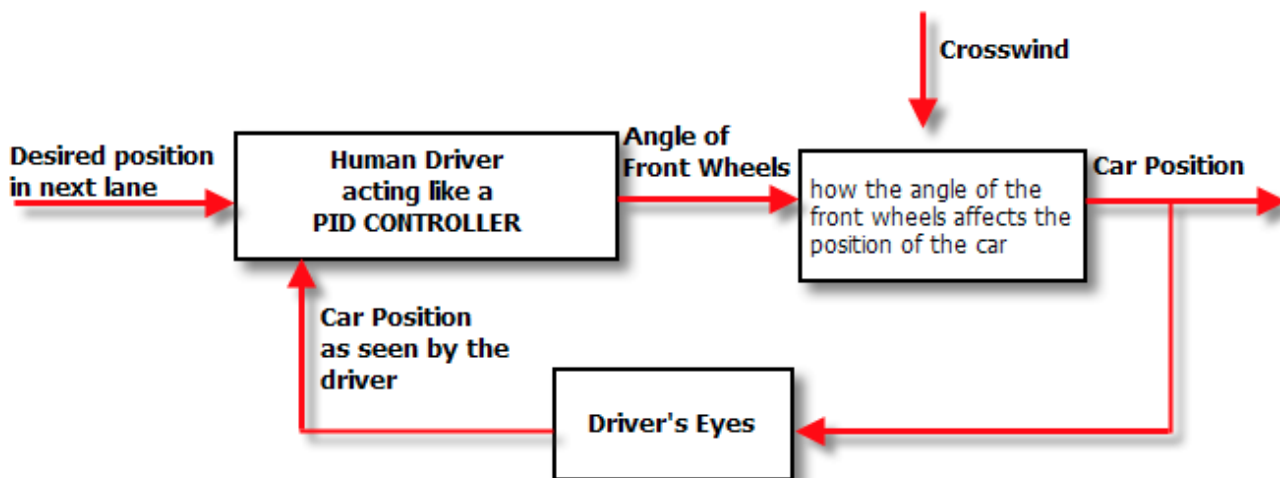 Crosswind
Desired position
in next lane
Human Driver
acting like a
PID CONTROLLER
Angle of
Front Wheels
how the angle of the
front wheels affects the
position of the car
Car Position
Car Position
as seen by the
driver
Driver's Eyes